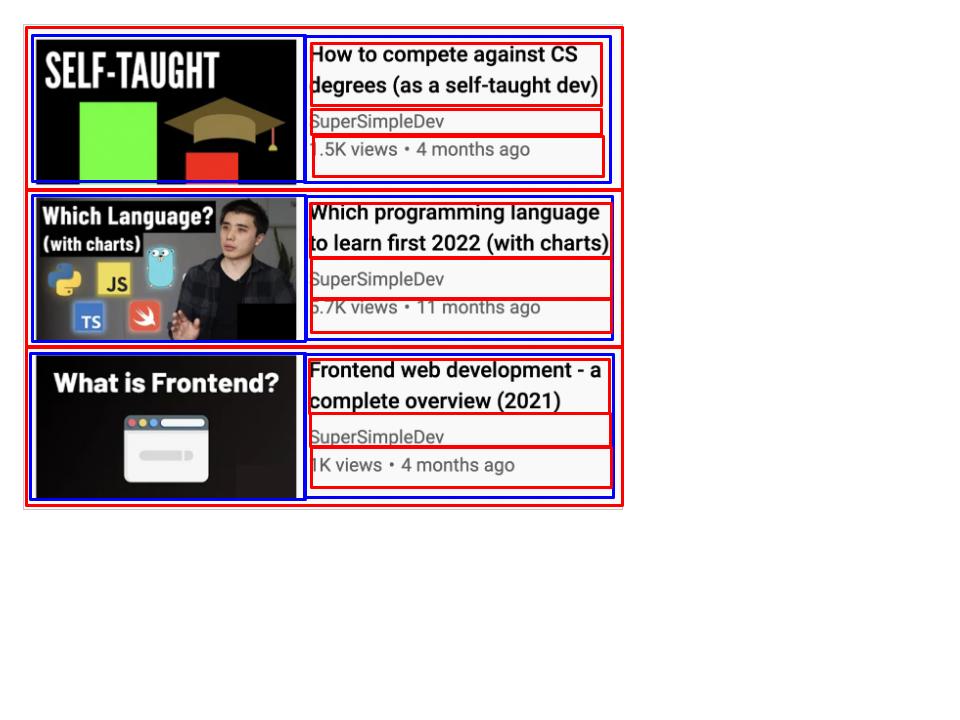 SELF-TAUGHT
How to compete against CS
degrees (as a self-taught dev)
SuperSimpleDev
1.5K views • 4 months ago
Which Language?
(with charts)
JS
TS
Which programming language
to learn first 2022 (with charts)
SuperSimpleDev
5.7K views • 11 months ago
What is Frontend?
Frontend web development - a
complete overview (2021)
SuperSimpleDev
1K views • 4 months ago